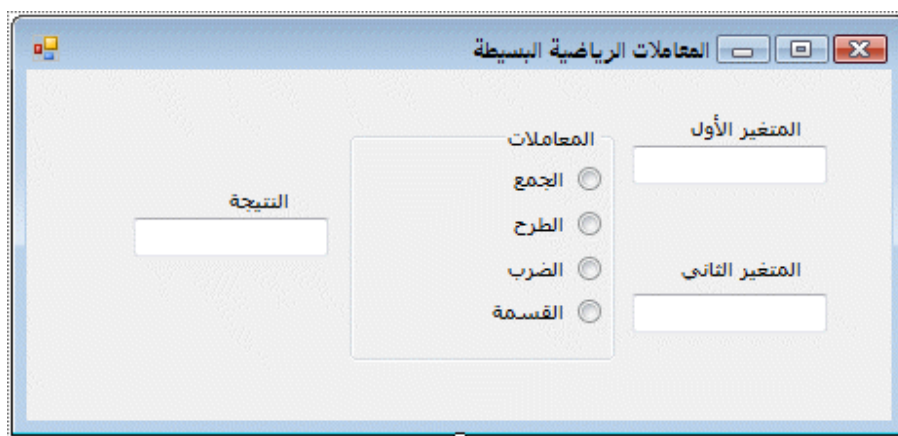 المعاملات الرياضية البسيطة
المتغير الأول
المتغير الثاني
المعاملات
الجمع
الطرح
الضرب
القسمة
النتيجة